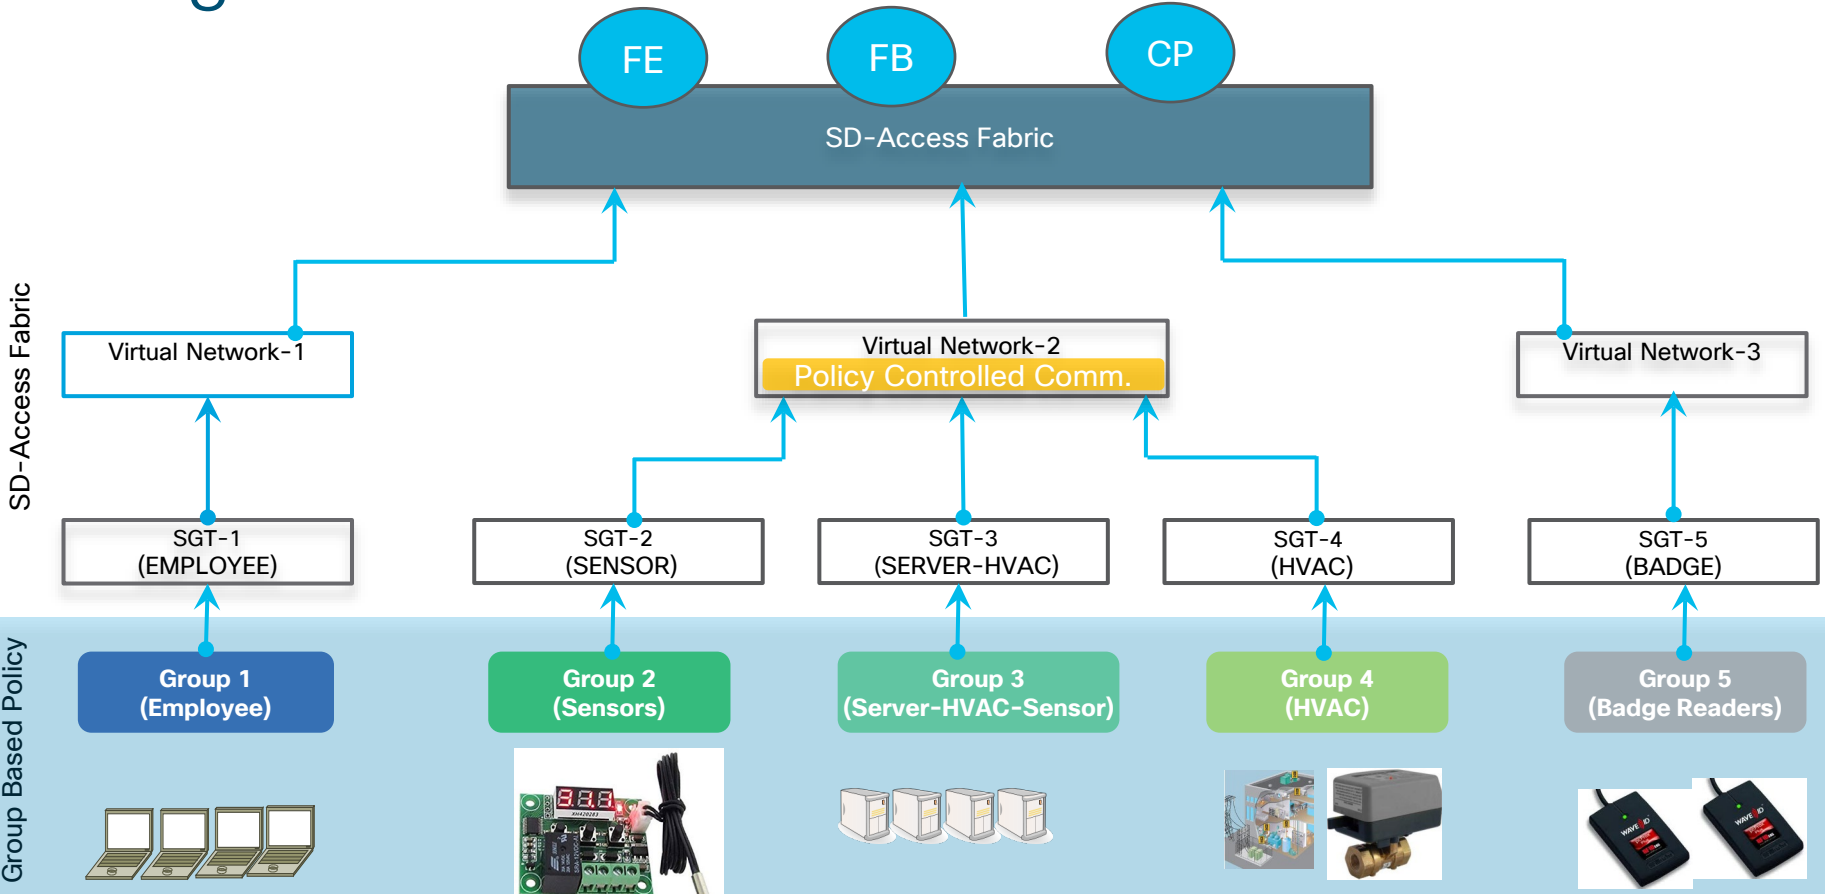 FE
FB
CP
SD-Access Fabric
SD-Access Fabric
Virtual Network-1
Virtual Network-2
Policy Controlled Comm.
Virtual Network-3
SGT-1
(EMPLOYEE)
SGT-2
(SENSOR)
SGT-3
(SERVER-HVAC)
SGT-4
(HVAC)
SGT-5
(BADGE)
Group Based Policy
Group 1
(Employee)
Group 2
(Sensors)
Group 3
(Server-HVAC-Sensor)
Group 4
(HVAC)
Group 5
(Badge Readers)